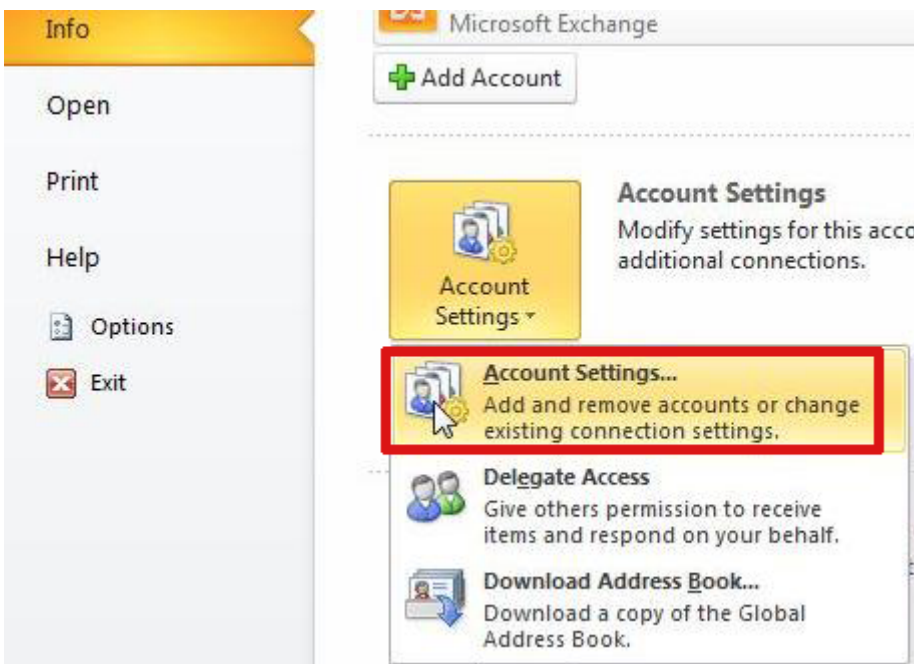 Info
Open
Print
Help
Options
Exit
Microsoft Exchange
Add Account
Account
Settings
Account Settings
Modify settings for this acco
additional connections.
Account Settings...
Add and remove accounts or change
existing connection settings.
Delegate Access
Give others permission to receive
items and respond on your behalf.
Download Address Book...
Download a copy of the Global
Address Book.